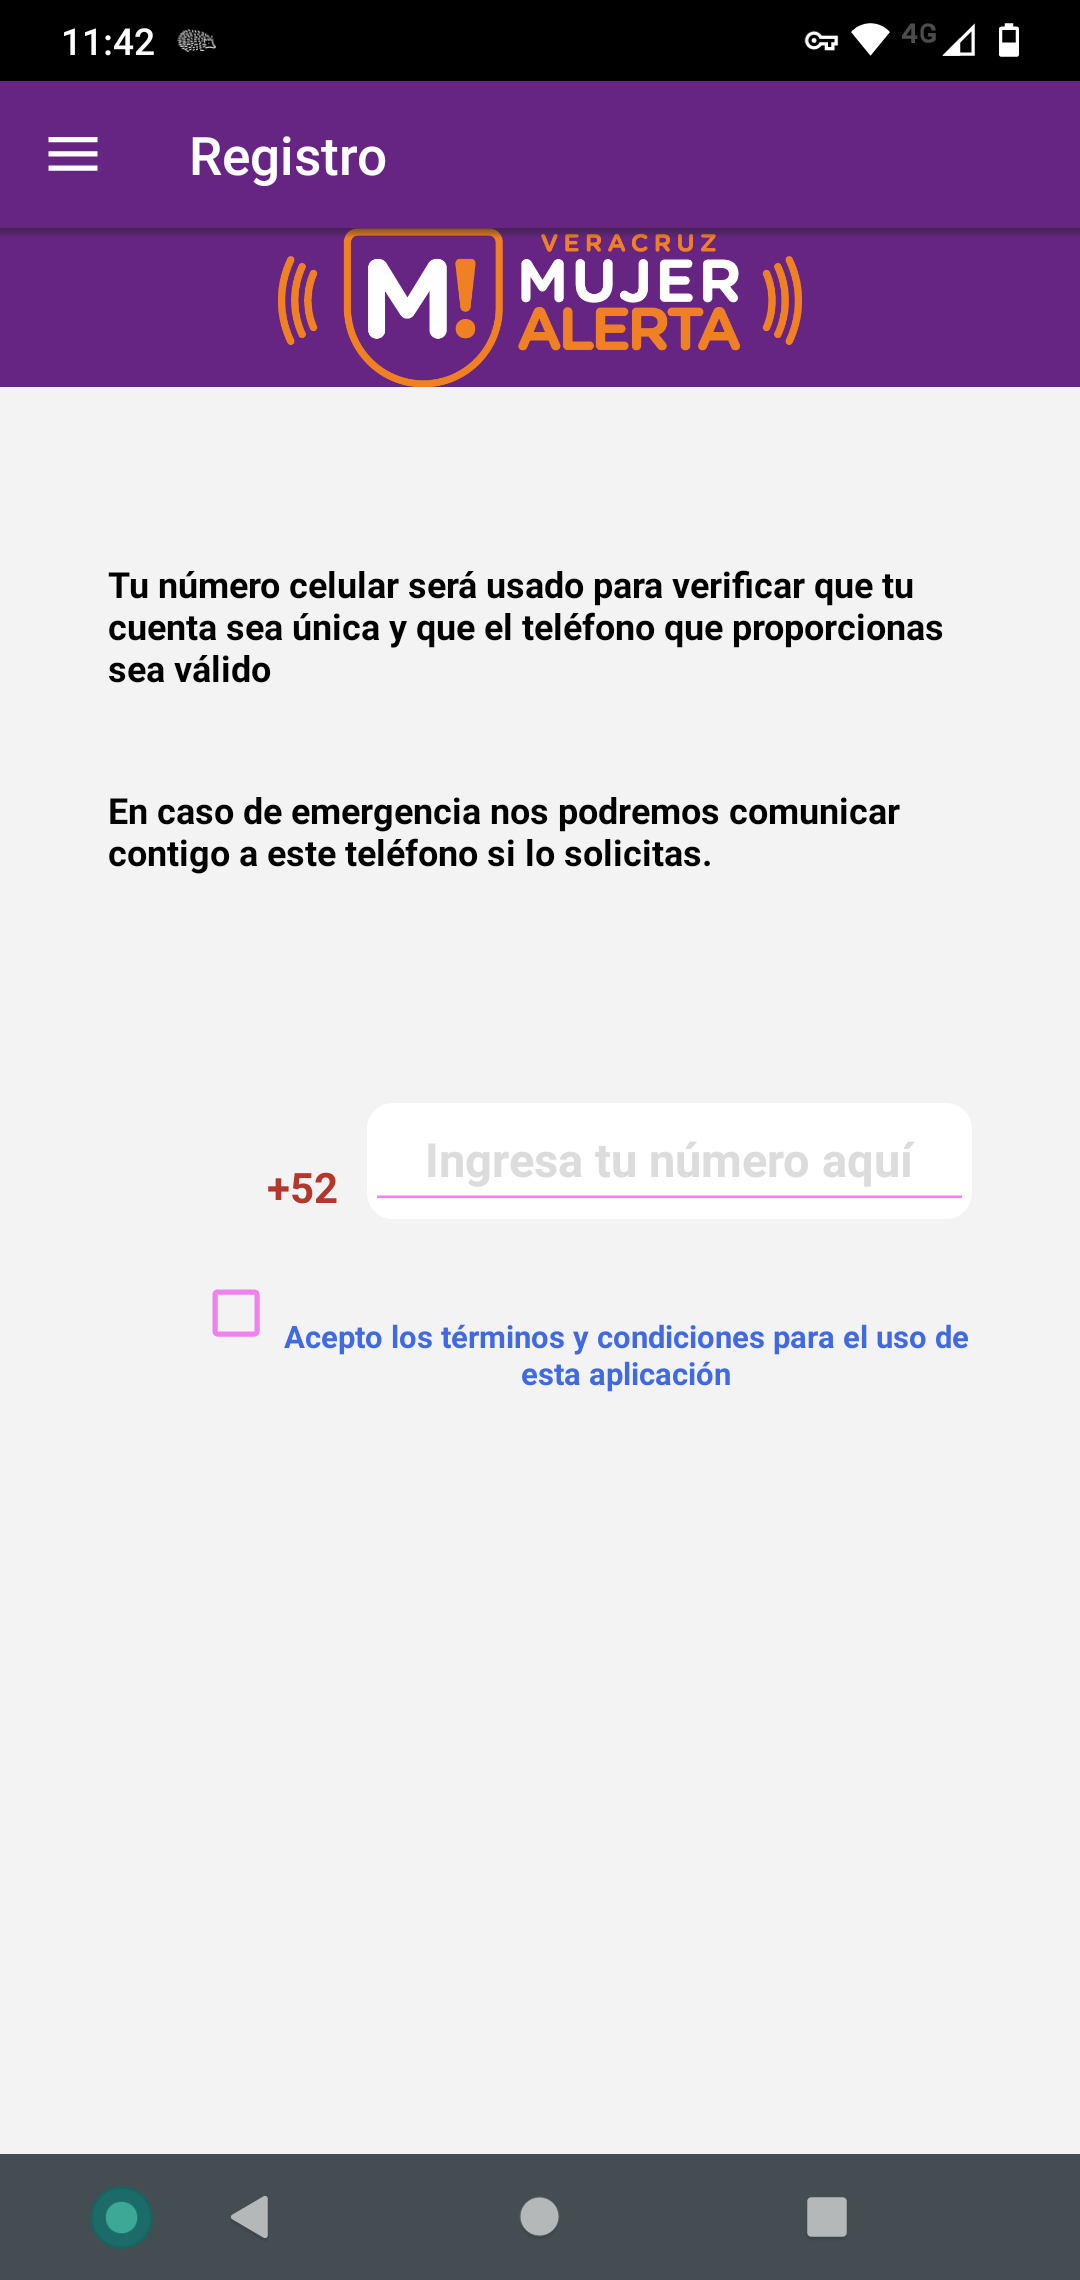 11:42
4G
Registro
M!
VERACRUZ
MUJER
ALERTA
Tu número celular será usado para verificar que tu
cuenta sea única y que el teléfono que proporcionas
sea válido
En caso de emergencia nos podremos comunicar
contigo a este teléfono si lo solicitas.
+52
Ingresa tu número aquí
Acepto los términos y condiciones para el uso de
esta aplicación